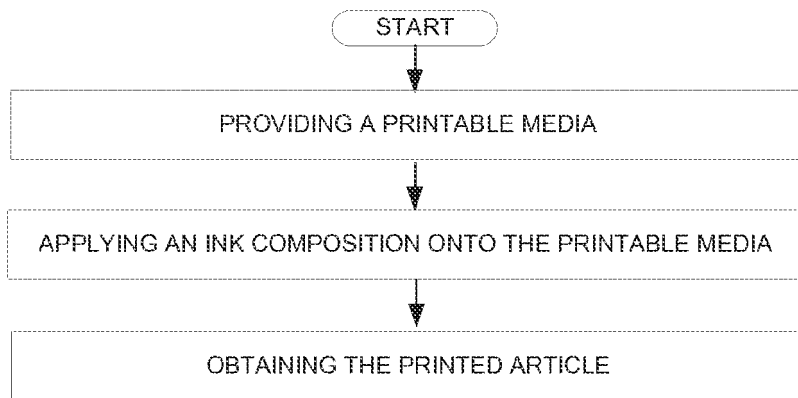 START
PROVIDING A PRINTABLE MEDIA
APPLYING AN INK COMPOSITION ONTO THE PRINTABLE MEDIA
OBTAINING THE PRINTED ARTICLE